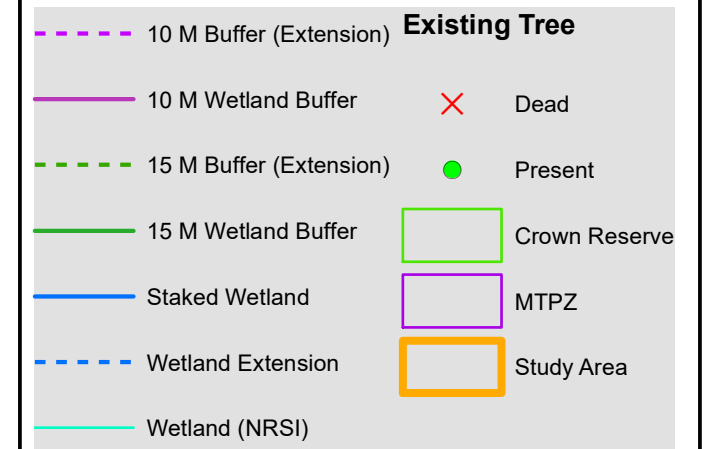 10 M Buffer (Extension)
10 M Wetland Buffer
15 M Buffer (Extension)
15 M Wetland Buffer
Staked Wetland
Wetland Extension
Wetland (NRSI)
Existing Tree
Dead
Present
Crown Reserve
MTPZ
Study Area